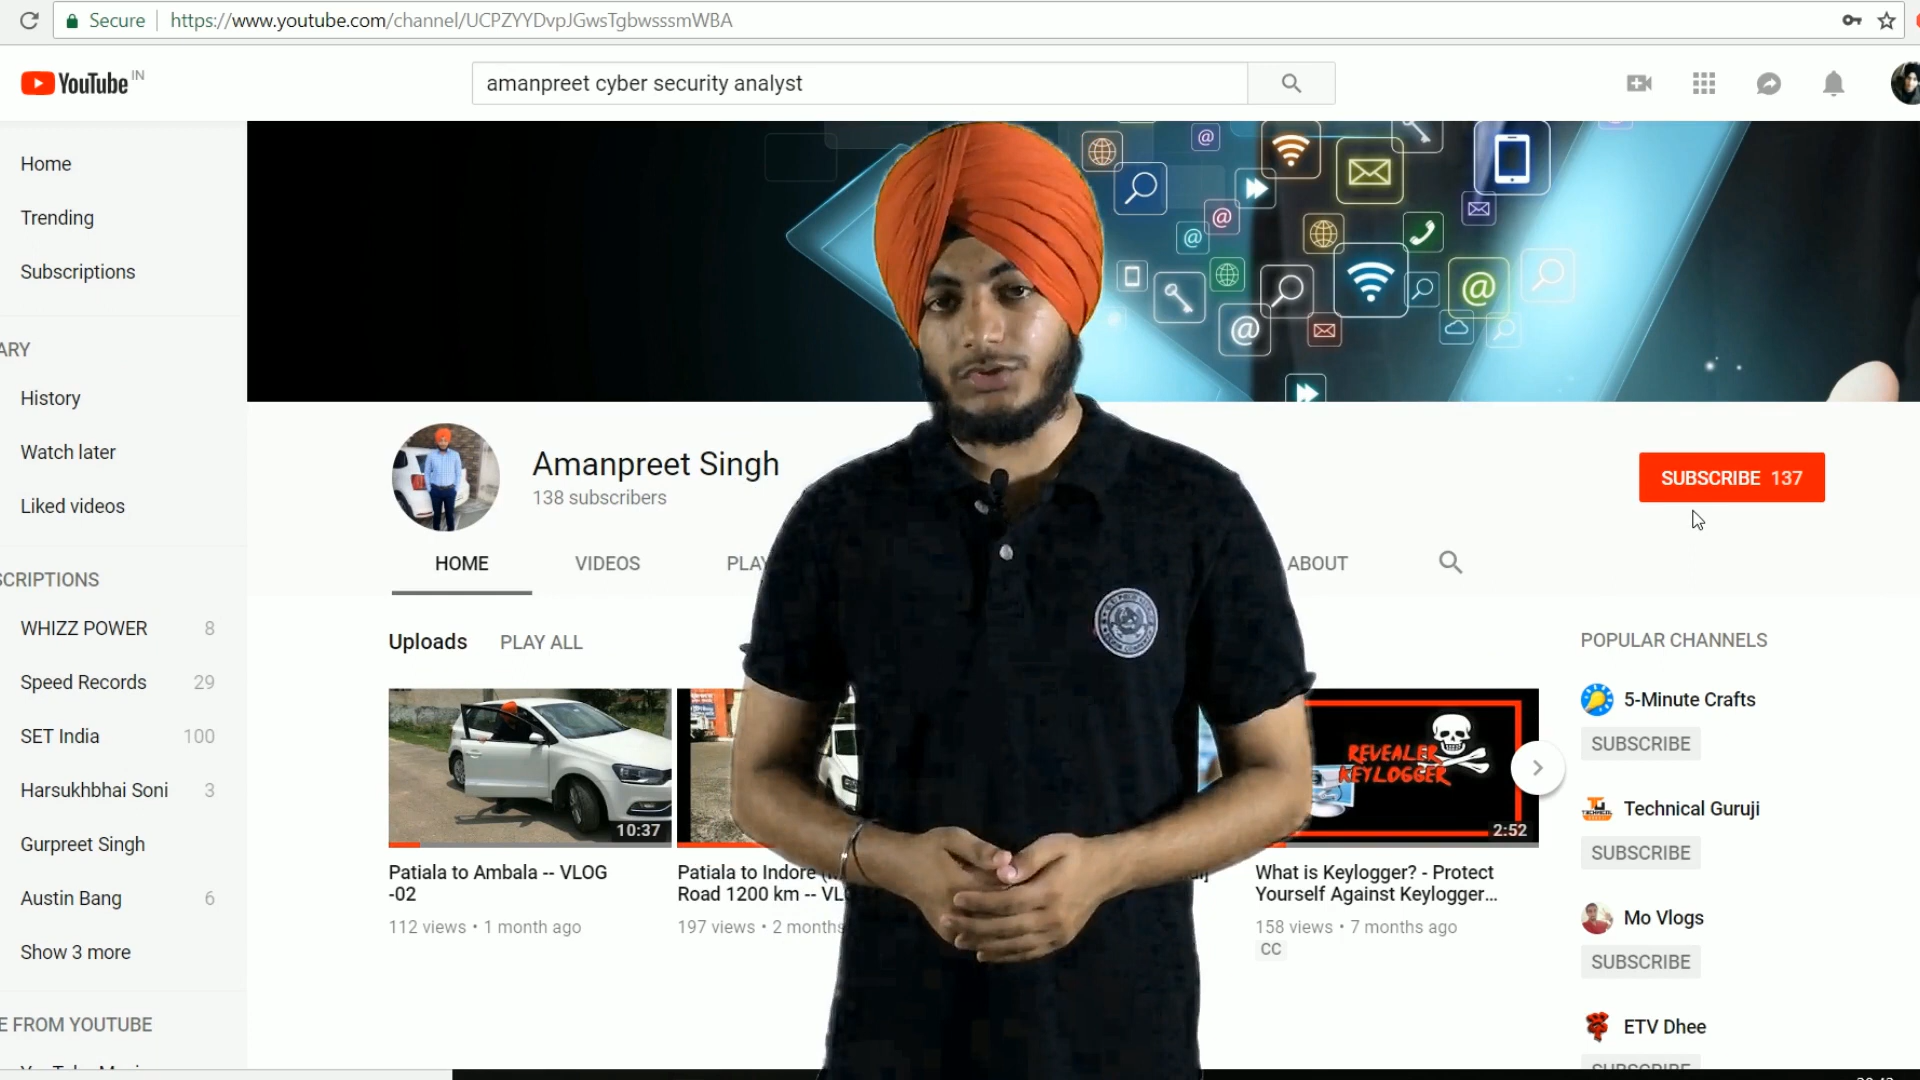 Secure
https://www.youtube.com/channel/UCPZYYDvpJGwsTgbwsssmWBA
YouTube IN
amanpreet cyber security analyst
Home
Trending
Subscriptions
ARY
History
Watch later
Liked videos
SCRIPTIONS
WHIZZ POWER 8
Speed Records 29
SET India 100
Harsukhbhai Soni 3
Gurpreet Singh
Austin Bang 6
Show 3 more
E FROM YOUTUBE
Amanpreet Singh
138 subscribers
SUBSCRIBE 137
HOME
VIDEOS
PLAY
ABOUT
Uploads
PLAY ALL
10:37
Patiala to Ambala -- VLOG
-02
112 views • 1 month ago
Patiala to Indore
Road 1200 km -- VLO
197 views • 2 months
REVEALER
KEYLOGGER
2:52
What is Keylogger? - Protect
Yourself Against Keylogger...
158 views • 7 months ago
CC
POPULAR CHANNELS
5-Minute Crafts
SUBSCRIBE
Technical Guruji
SUBSCRIBE
Mo Vlogs
SUBSCRIBE
ETV Dhee
SUBSCRIBE